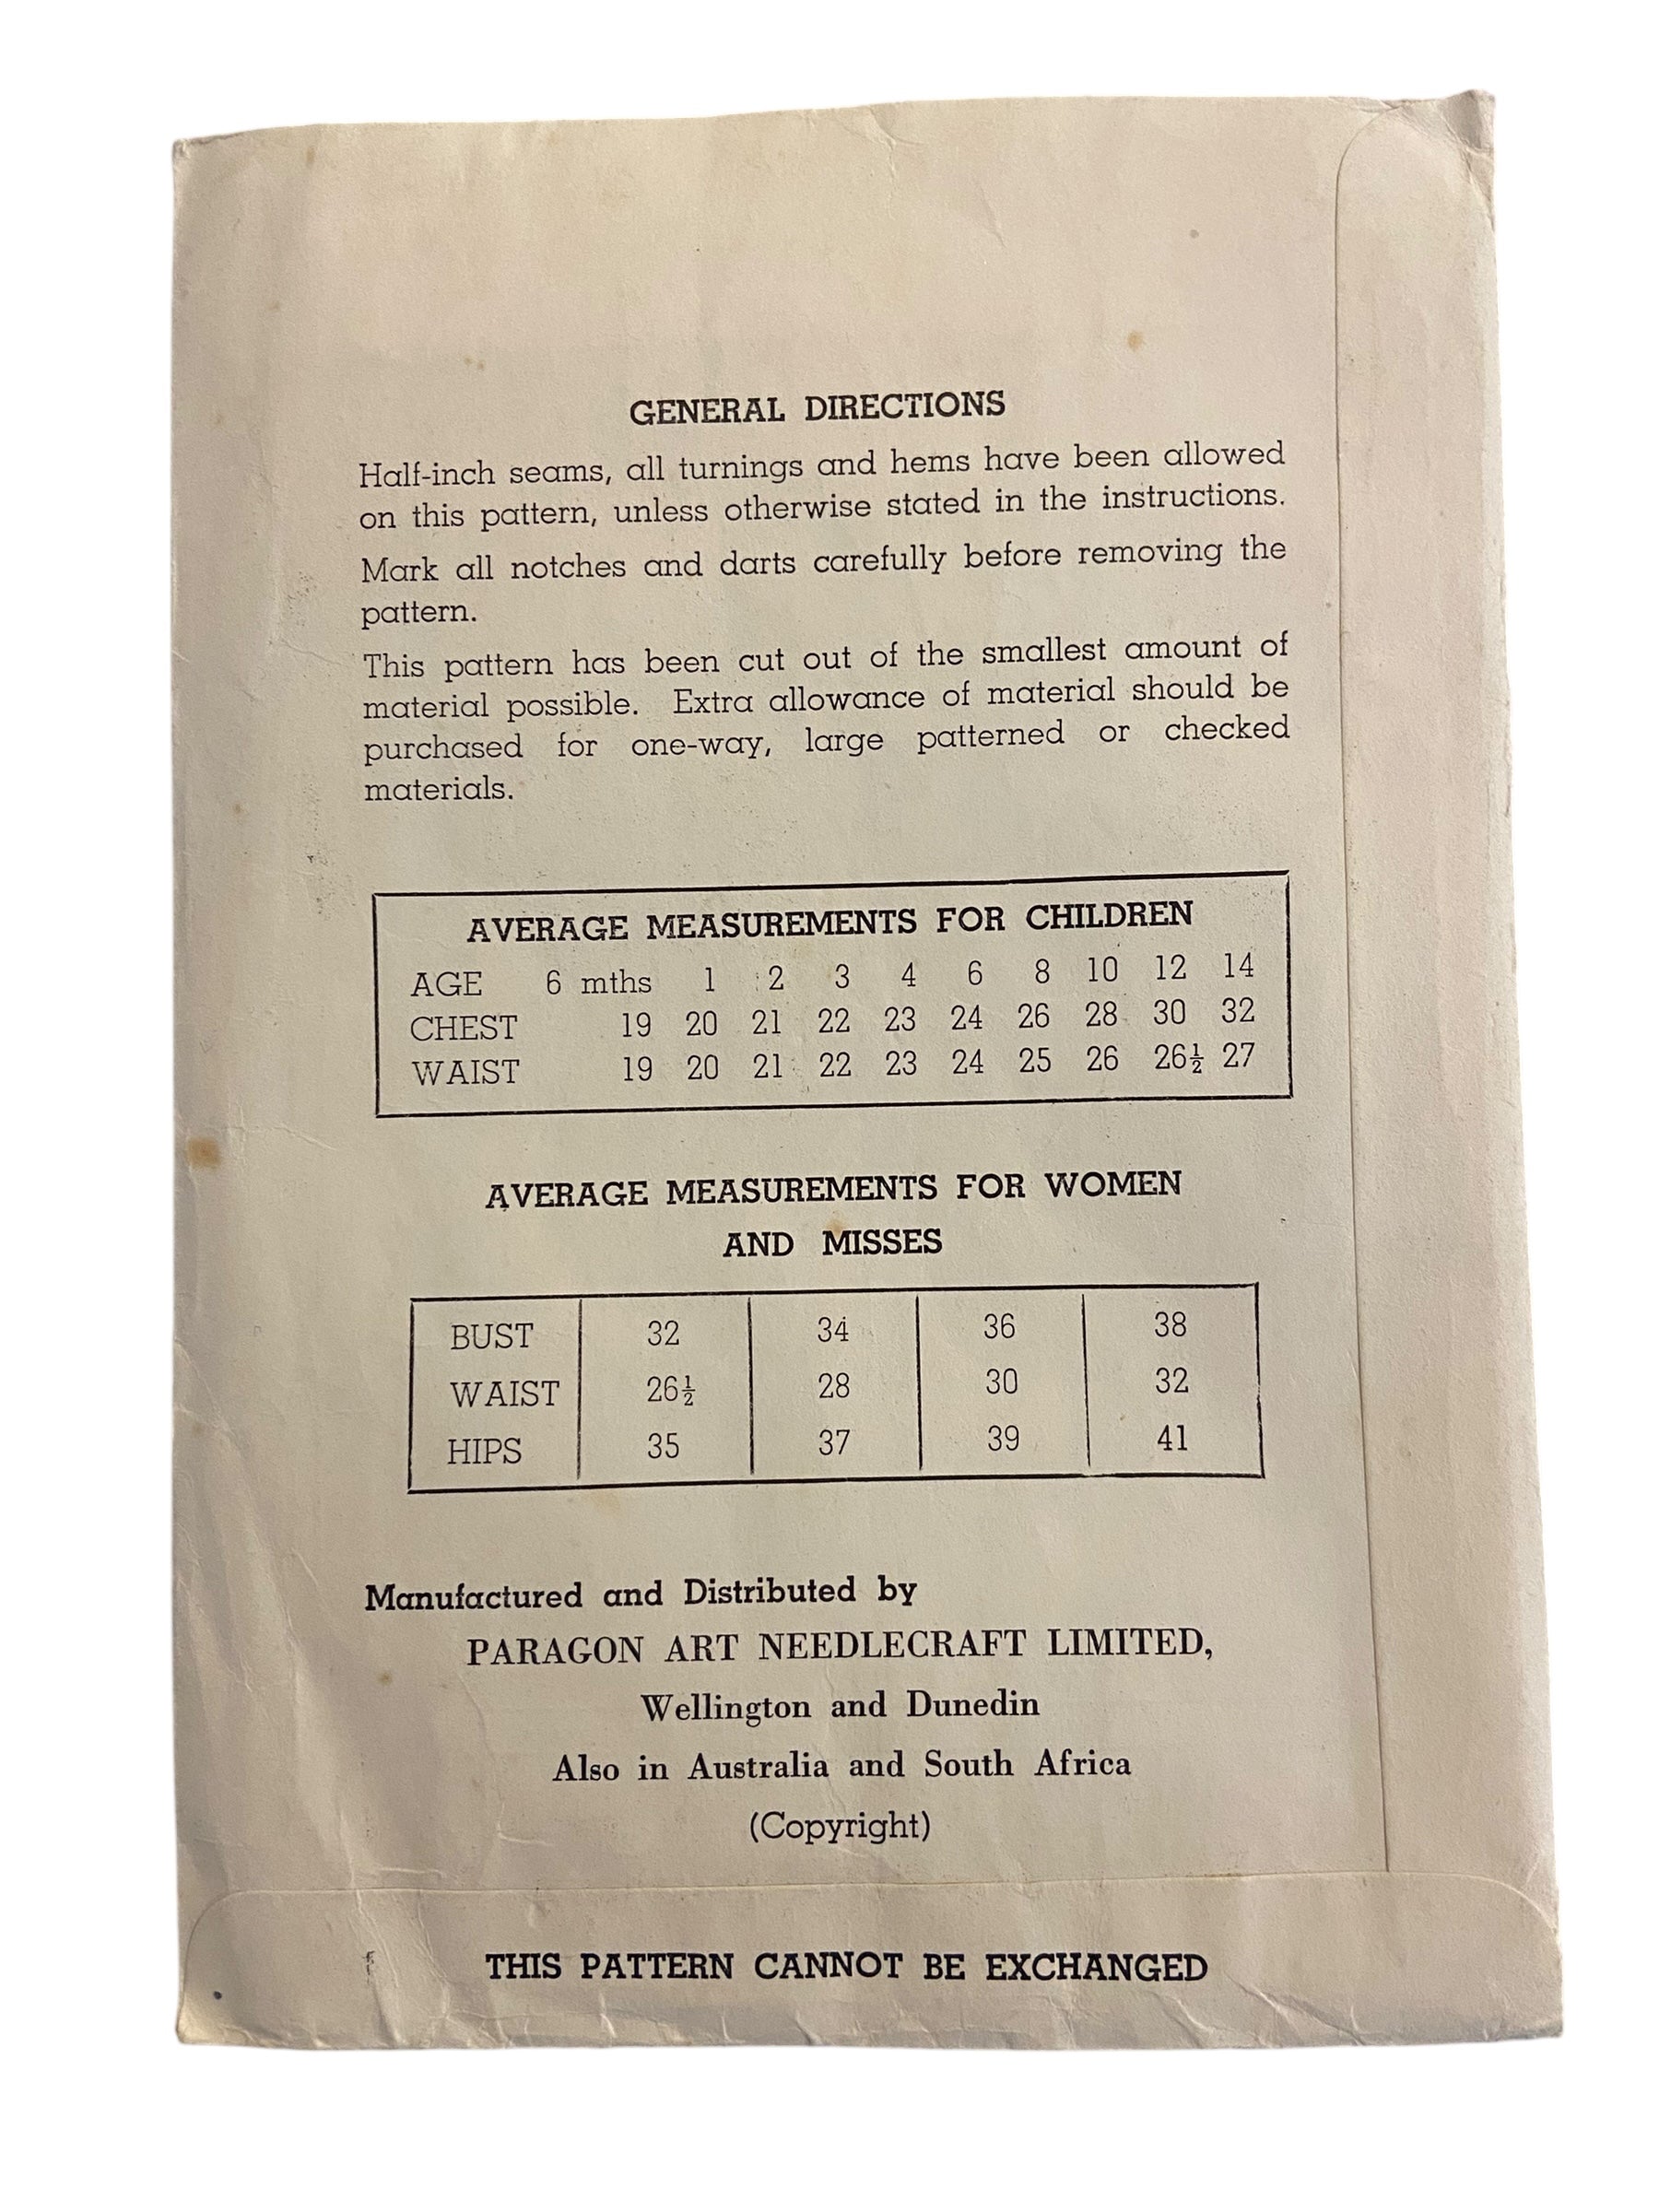 GENERAL DIRECTIONS
Half-inch seams, all turnings and hems have been allowed
on this pattern, unless otherwise stated in the instructions.
Mark all notches and darts carefully before removing the
pattern.
This pattern has been cut out of the smallest amount of
material possible. Extra allowance of material should be
purchased for one-way, large patterned or checked
materials.
AVERAGE MEASUREMENTS FOR CHILDREN
AGE 6 mths 1 2 3 4 6 8 10 12 14
CHEST 19 20 21 22 23 24 26 28 30 32
WAIST 19 20 21 22 23 24 25 26 26½ 27
AVERAGE MEASUREMENTS FOR WOMEN
AND MISSES
BUST 32 34 36 38
WAIST 26½ 28 30 32
HIPS 35 37 39 41
Manufactured and Distributed by
PARAGON ART NEEDLECRAFT LIMITED,
Wellington and Dunedin
Also in Australia and South Africa
(Copyright)
THIS PATTERN CANNOT BE EXCHANGED